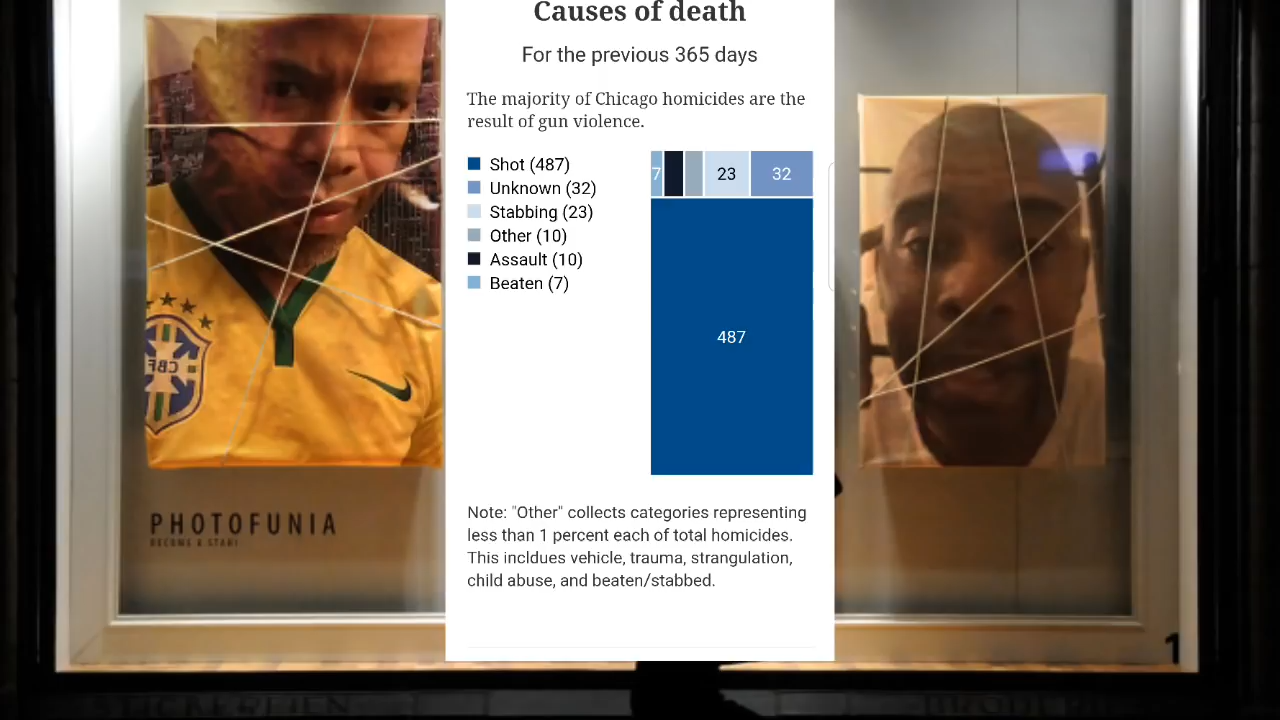 Causes of death
For the previous 365 days
The majority of Chicago homicides are the
result of gun violence.
Shot (487)
Unknown (32)
Stabbing (23)
Other (10)
Assault (10)
Beaten (7)
7
23
32
487
Note: "Other" collects categories representing
less than 1 percent each of total homicides.
This incldues vehicle, trauma, strangulation,
child abuse, and beaten/stabbed.
CBF
PHOTOFUNIA
BECOME A STAR!
1